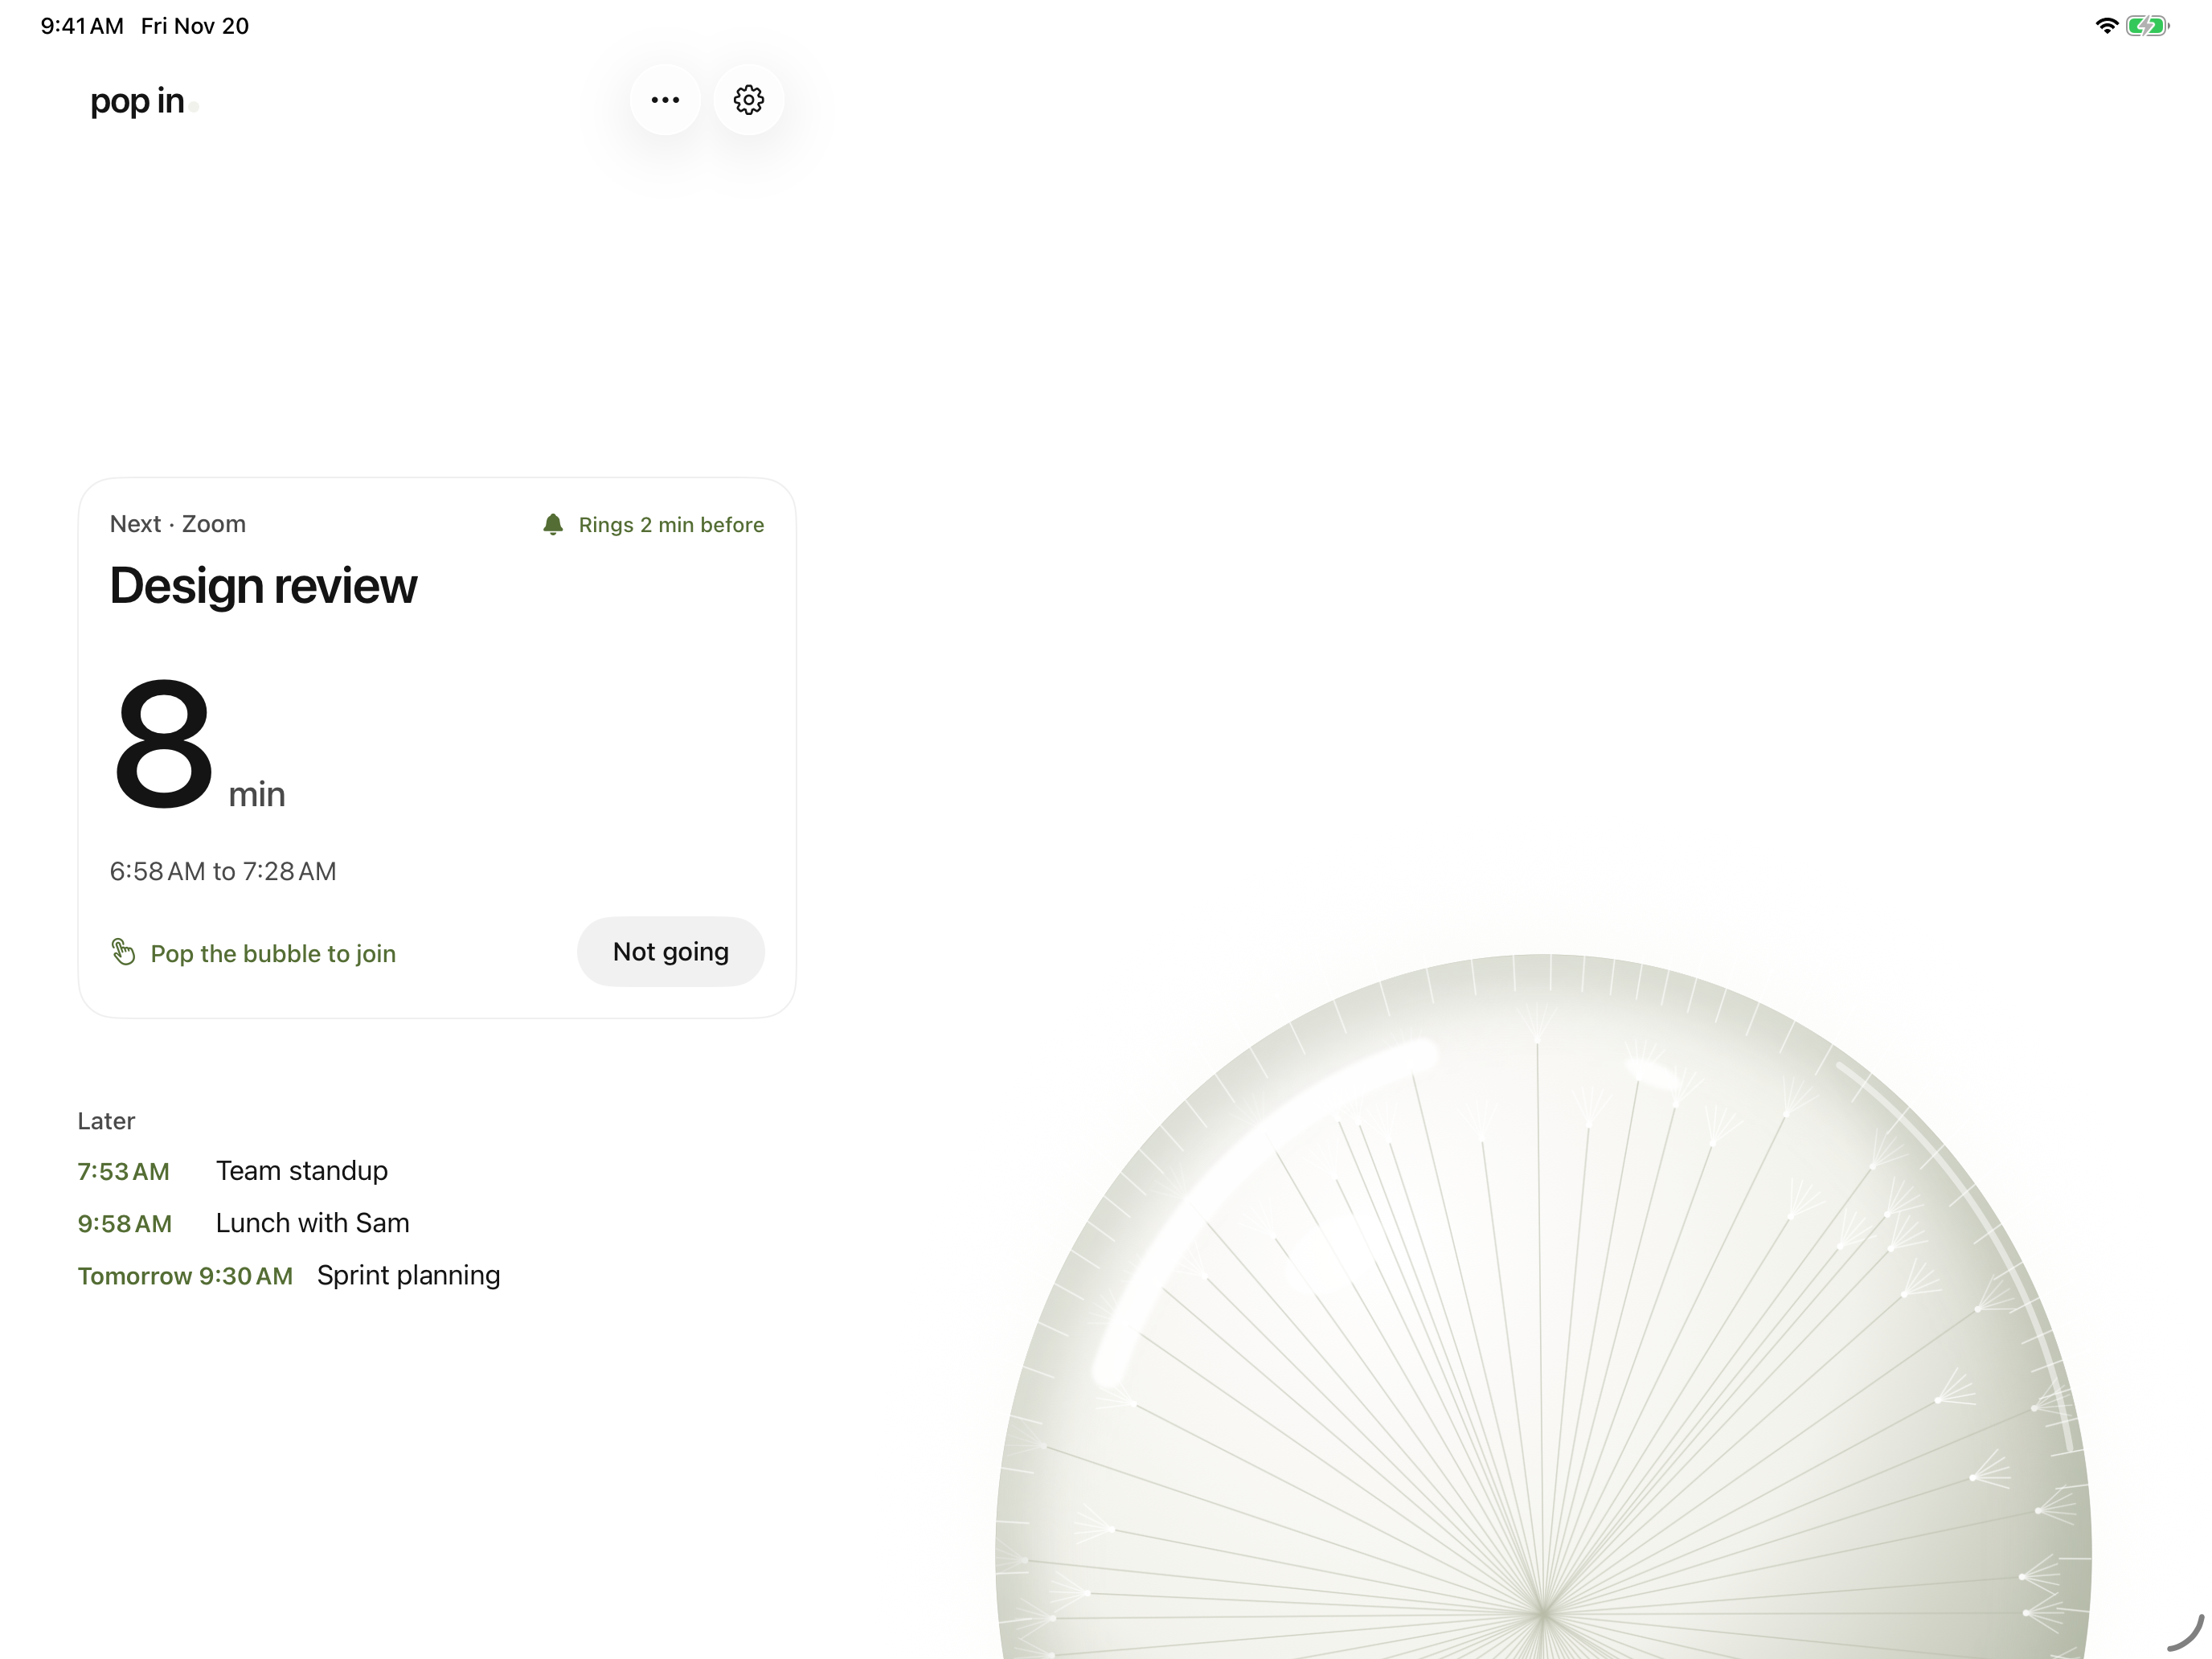 9:41 AM Fri Nov 20
pop in
Next · Zoom
Rings 2 min before
Design review
8 min
6:58 AM to 7:28 AM
Pop the bubble to join
Not going
Later
7:53 AM Team standup
9:58 AM Lunch with Sam
Tomorrow 9:30 AM Sprint planning